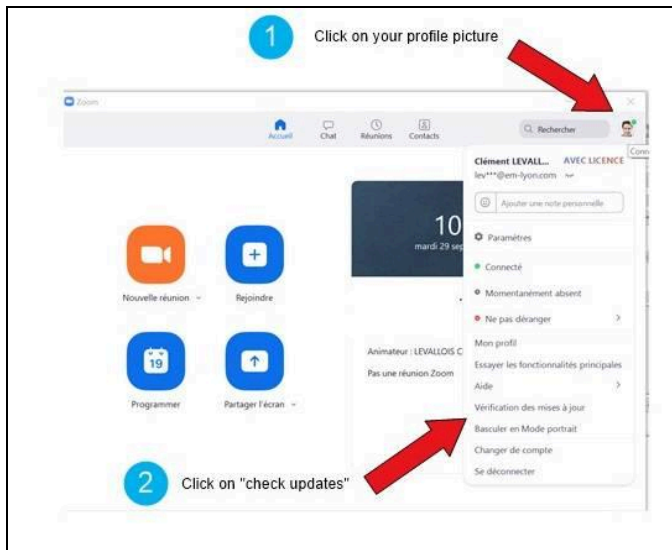 1
Click on your profile picture
Zoom
Accueil
Chat
Réunions
Contacts
Rechercher
Conn
Clément LEVALL... AVEC LICENCE
lev***@em-lyon.com
Ajouter une note personnelle
Paramètres
Connecté
Momentanément absent
Ne pas déranger
Mon profil
Essayer les fonctionnalités principales
Aide
Vérification des mises à jour
Basculer en Mode portrait
Changer de compte
Se déconnecter
10
mardi 29 sep
Nouvelle réunion
Rejoindre
19
Programmer
Partager l'écran
Animateur : LEVALLOIS C
Pas une réunion Zoom
2
Click on "check updates"